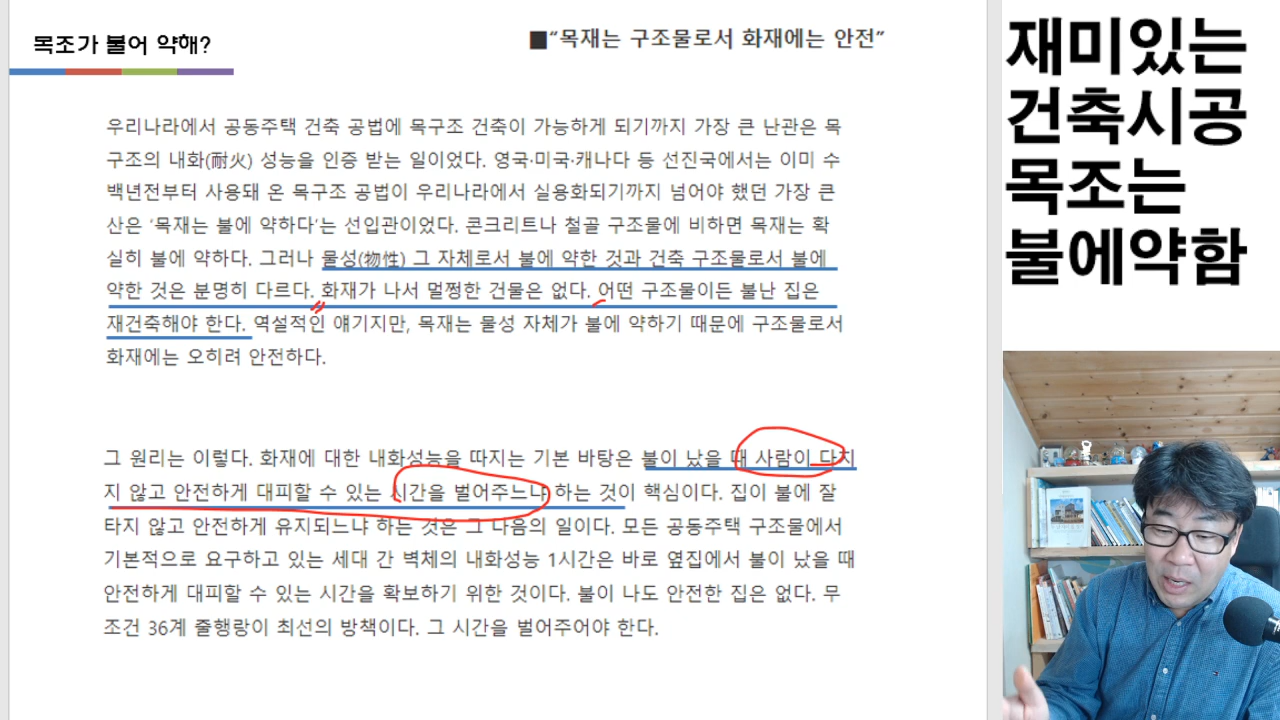 목조가 불어 약해?
■“목재는 구조물로서 화재에는 안전”
우리나라에서 공동주택 건축 공법에 목구조 건축이 가능하게 되기까지 가장 큰 난관은 목
구조의 내화(耐火) 성능을 인증 받는 일이었다. 영국·미국·캐나다 등 선진국에서는 이미 수
백년전부터 사용돼 온 목구조 공법이 우리나라에서 실용화되기까지 넘어야 했던 가장 큰
산은 ‘목재는 불에 약하다’는 선입관이었다. 콘크리트나 철골 구조물에 비하면 목재는 확
실히 불에 약하다. 그러나 물성(物性) 그 자체로서 불에 약한 것과 건축 구조물로서 불에
약한 것은 분명히 다르다. 화재가 나서 멀쩡한 건물은 없다. 어떤 구조물이든 불난 집은
재건축해야 한다. 역설적인 얘기지만, 목재는 물성 자체가 불에 약하기 때문에 구조물로서
화재에는 오히려 안전하다.
그 원리는 이렇다. 화재에 대한 내화성능을 따지는 기본 바탕은 불이 났을 때 사람이 다치
지 않고 안전하게 대피할 수 있는 시간을 벌어주느냐 하는 것이 핵심이다. 집이 불에 잘
타지 않고 안전하게 유지되느냐 하는 것은 그 다음의 일이다. 모든 공동주택 구조물에서
기본적으로 요구하고 있는 세대 간 벽체의 내화성능 1시간은 바로 옆집에서 불이 났을 때
안전하게 대피할 수 있는 시간을 확보하기 위한 것이다. 불이 나도 안전한 집은 없다. 무
조건 36계 줄행랑이 최선의 방책이다. 그 시간을 벌어주어야 한다.
재미있는
건축시공
목조는
불에약함